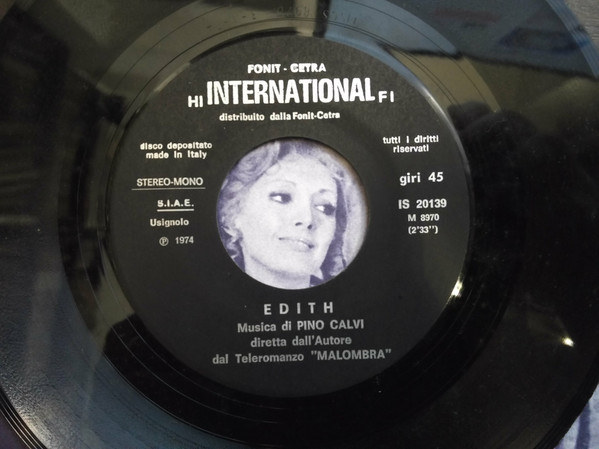 FONIT - CETRA
HI INTERNATIONAL FI
distribuito dalla Fonit-Cetra
disco depositato
made in Italy
tutti i diritti
riservati
STEREO-MONO
giri 45
S.I.A.E.
Usignolo
℗ 1974
IS 20139
M 8970
(2'33")
EDITH
Musica di PINO CALVI
diretta dall'Autore
dal Teleromanzo "MALOMBRA"